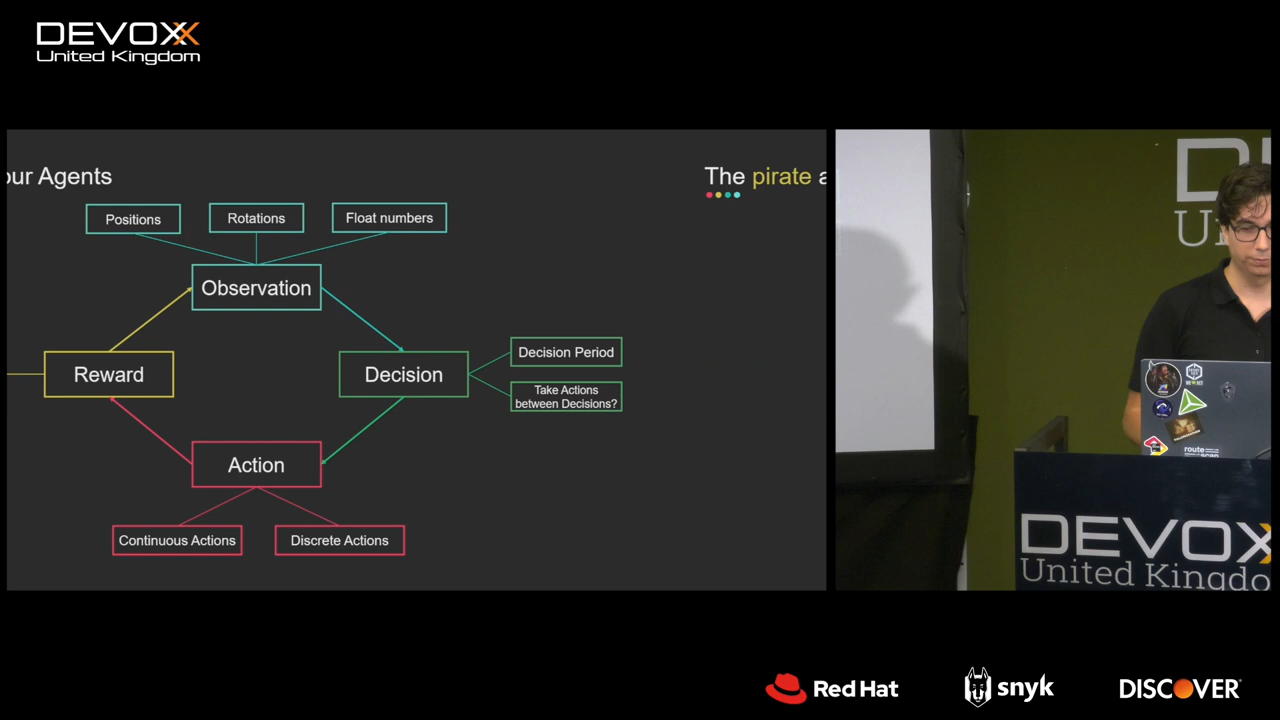 DEVOXX
United Kingdom
our Agents
The pirate a
Positions
Rotations
Float numbers
Observation
Reward
Decision
Decision Period
Take Actions
between Decisions?
Action
Continuous Actions
Discrete Actions
D
U
route
scan
DEVOXX
United Kingdo
Red Hat
snyk
DISCOVER